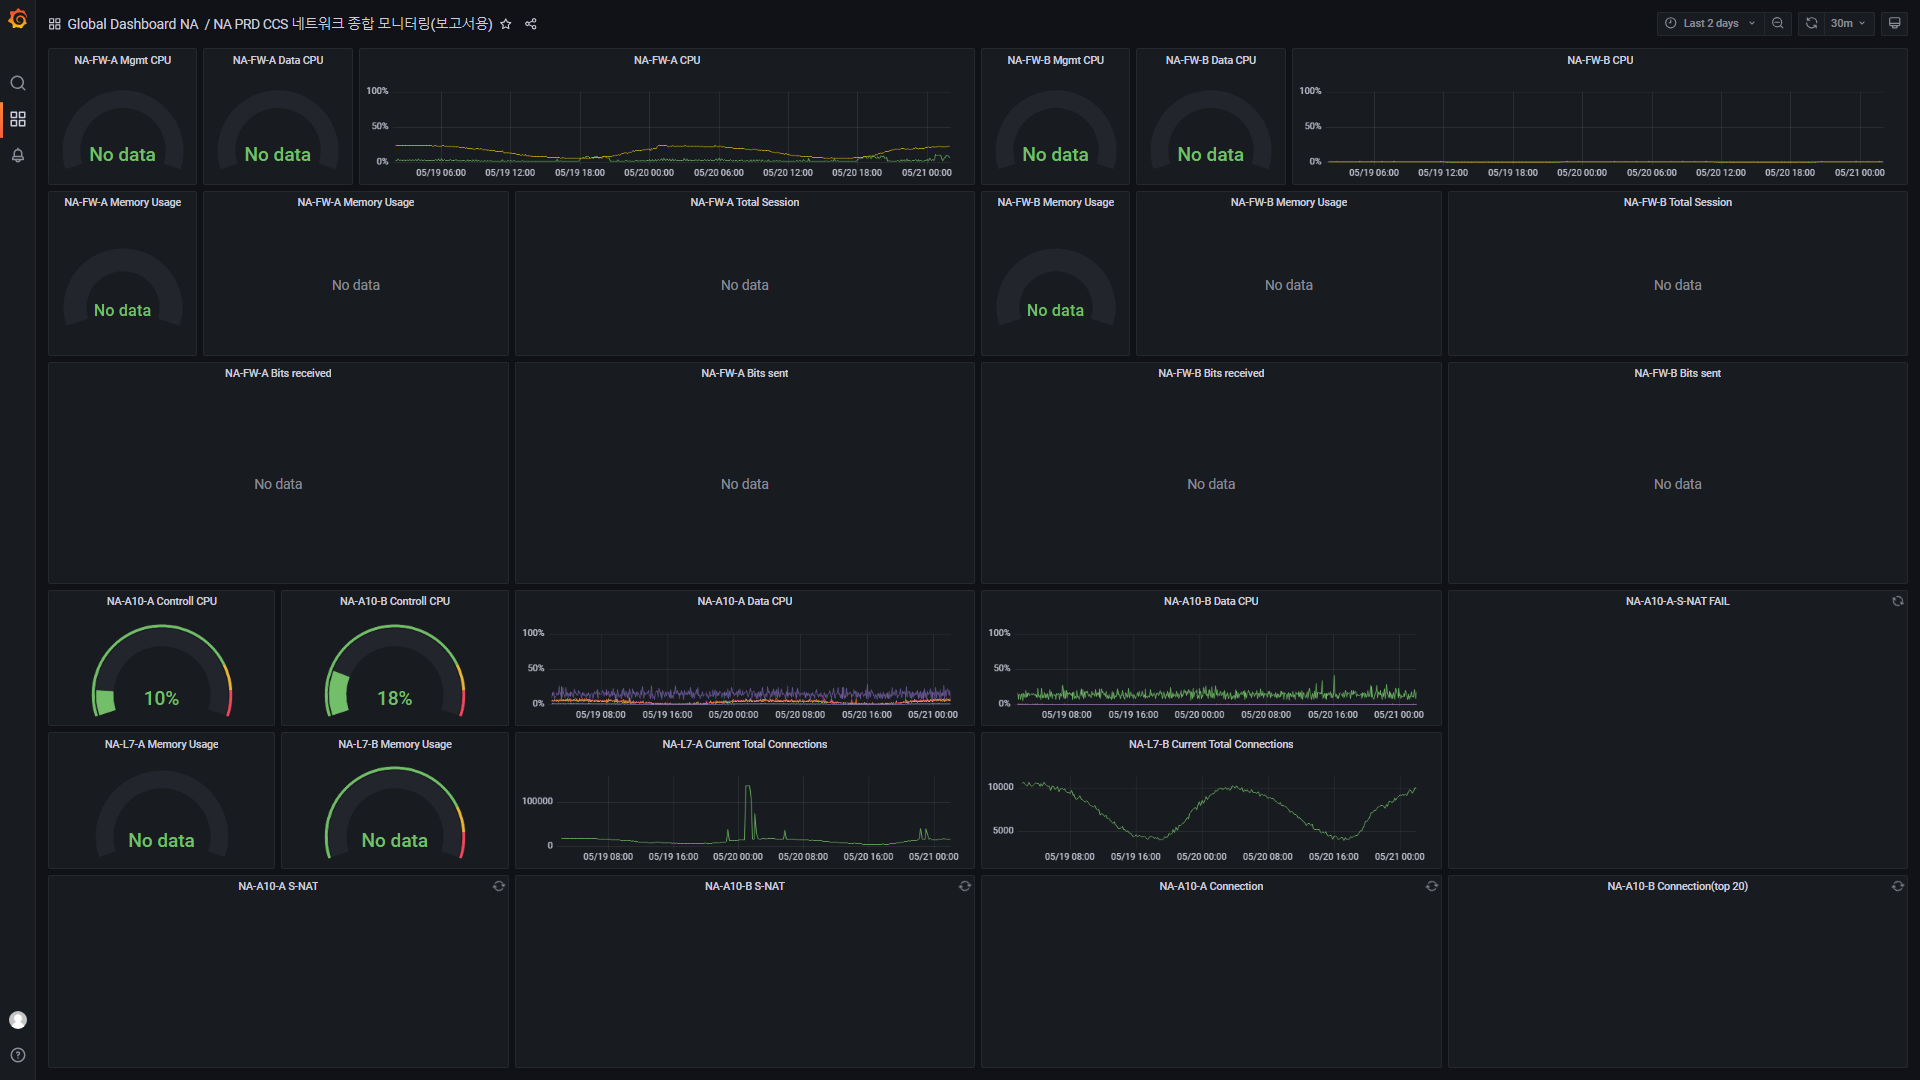 Global Dashboard NA / NA PRD CCS 네트워크 종합 모니터링(보고서용)
Last 2 days
30m
NA-FW-A Mgmt CPU
No data
NA-FW-A Data CPU
No data
NA-FW-A CPU
100%
50%
0%
05/19 06:00 05/19 12:00 05/19 18:00 05/20 00:00 05/20 06:00 05/20 12:00 05/20 18:00 05/21 00:00
NA-FW-B Mgmt CPU
No data
NA-FW-B Data CPU
No data
NA-FW-B CPU
100%
50%
0%
05/19 06:00 05/19 12:00 05/19 18:00 05/20 00:00 05/20 06:00 05/20 12:00 05/20 18:00 05/21 00:00
NA-FW-A Memory Usage
No data
NA-FW-A Memory Usage
No data
NA-FW-A Total Session
No data
NA-FW-B Memory Usage
No data
NA-FW-B Memory Usage
No data
NA-FW-B Total Session
No data
NA-FW-A Bits received
No data
NA-FW-A Bits sent
No data
NA-FW-B Bits received
No data
NA-FW-B Bits sent
No data
NA-A10-A Controll CPU
10%
NA-A10-B Controll CPU
18%
NA-A10-A Data CPU
100%
50%
0%
05/19 08:00 05/19 16:00 05/20 00:00 05/20 08:00 05/20 16:00 05/21 00:00
NA-A10-B Data CPU
100%
50%
0%
05/19 08:00 05/19 16:00 05/20 00:00 05/20 08:00 05/20 16:00 05/21 00:00
NA-A10-A-S-NAT FAIL
NA-L7-A Memory Usage
No data
NA-L7-B Memory Usage
No data
NA-L7-A Current Total Connections
100000
0
05/19 08:00 05/19 16:00 05/20 00:00 05/20 08:00 05/20 16:00 05/21 00:00
NA-L7-B Current Total Connections
10000
5000
05/19 08:00 05/19 16:00 05/20 00:00 05/20 08:00 05/20 16:00 05/21 00:00
NA-A10-A S-NAT
NA-A10-B S-NAT
NA-A10-A Connection
NA-A10-B Connection(top 20)